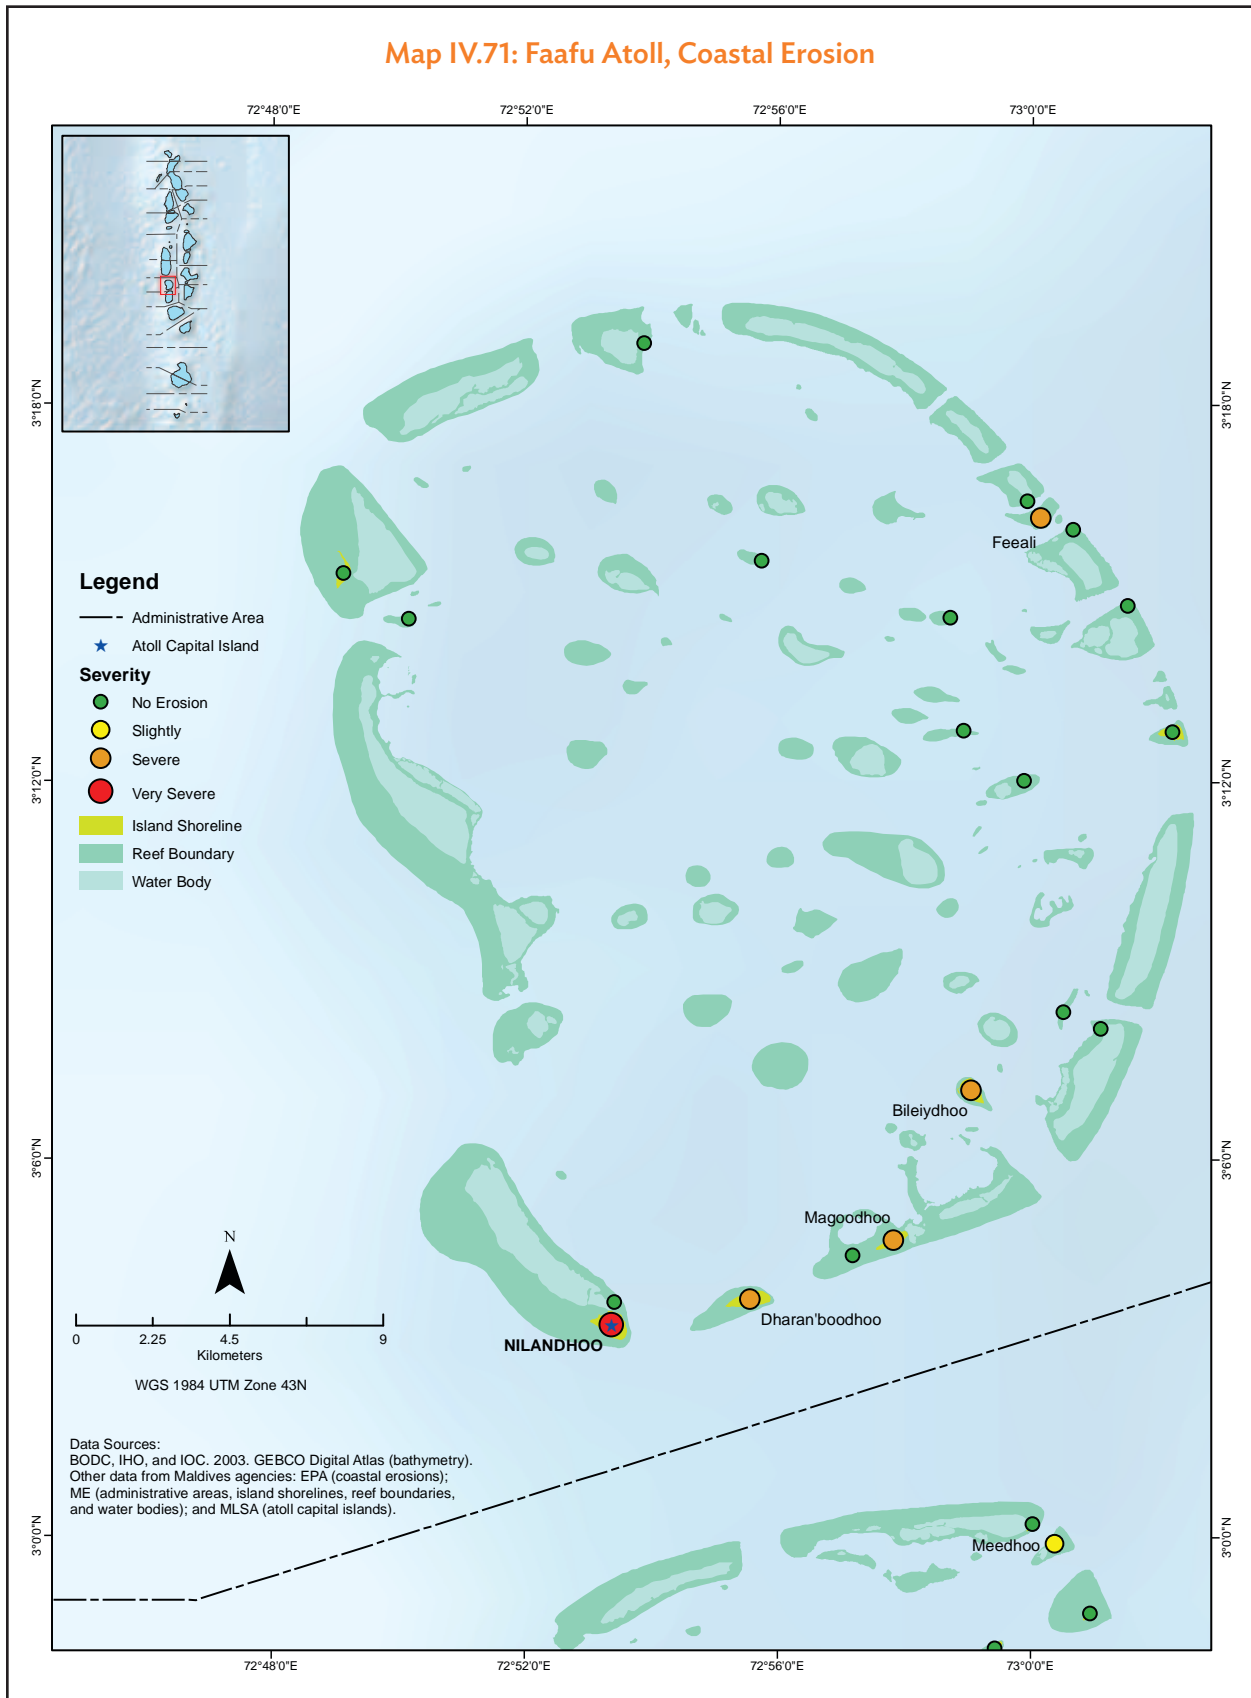 Map IV.71: Faafu Atoll, Coastal Erosion
72°48'0"E
72°52'0"E
72°56'0"E
73°0'0"E
3°18'0"N
3°18'0"N
Feeali
Legend
Administrative Area
Atoll Capital Island
Severity
No Erosion
Slightly
Severe
Very Severe
Island Shoreline
Reef Boundary
Water Body
3°12'0"N
3°12'0"N
Bileiydhoo
3°6'0"N
3°6'0"N
Magoodhoo
N
Dharan'boodhoo
NILANDHOO
0
2.25
4.5
9
Kilometers
WGS 1984 UTM Zone 43N
Data Sources:
BODC, IHO, and IOC. 2003. GEBCO Digital Atlas (bathymetry).
Other data from Maldives agencies: EPA (coastal erosions);
ME (administrative areas, island shorelines, reef boundaries,
and water bodies); and MLSA (atoll capital islands).
3°0'0"N
3°0'0"N
Meedhoo
72°48'0"E
72°52'0"E
72°56'0"E
73°0'0"E